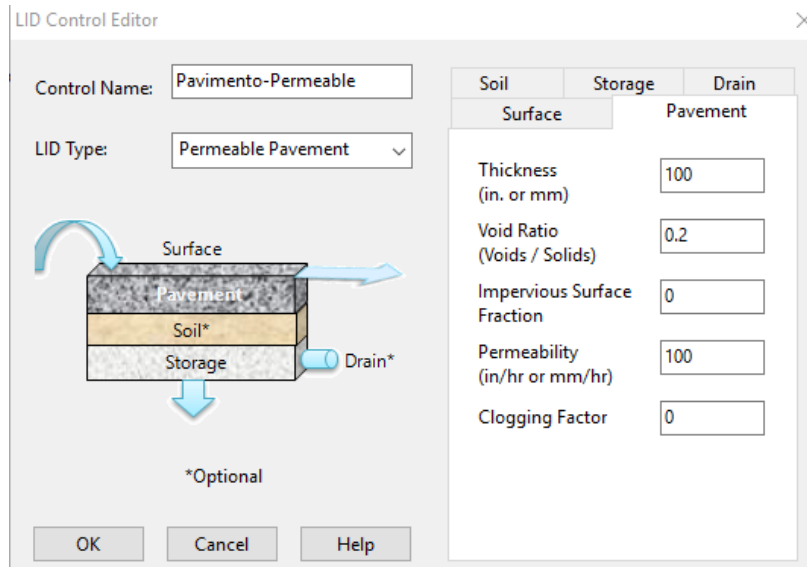 LID Control Editor
Control Name:
Pavimento-Permeable
LID Type:
Permeable Pavement
Surface
Pavement
Soil*
Storage
Drain*
*Optional
OK
Cancel
Help
Soil
Storage
Drain
Surface
Pavement
Thickness
(in. or mm)
100
Void Ratio
(Voids / Solids)
0.2
Impervious Surface
Fraction
0
Permeability
(in/hr or mm/hr)
100
Clogging Factor
0